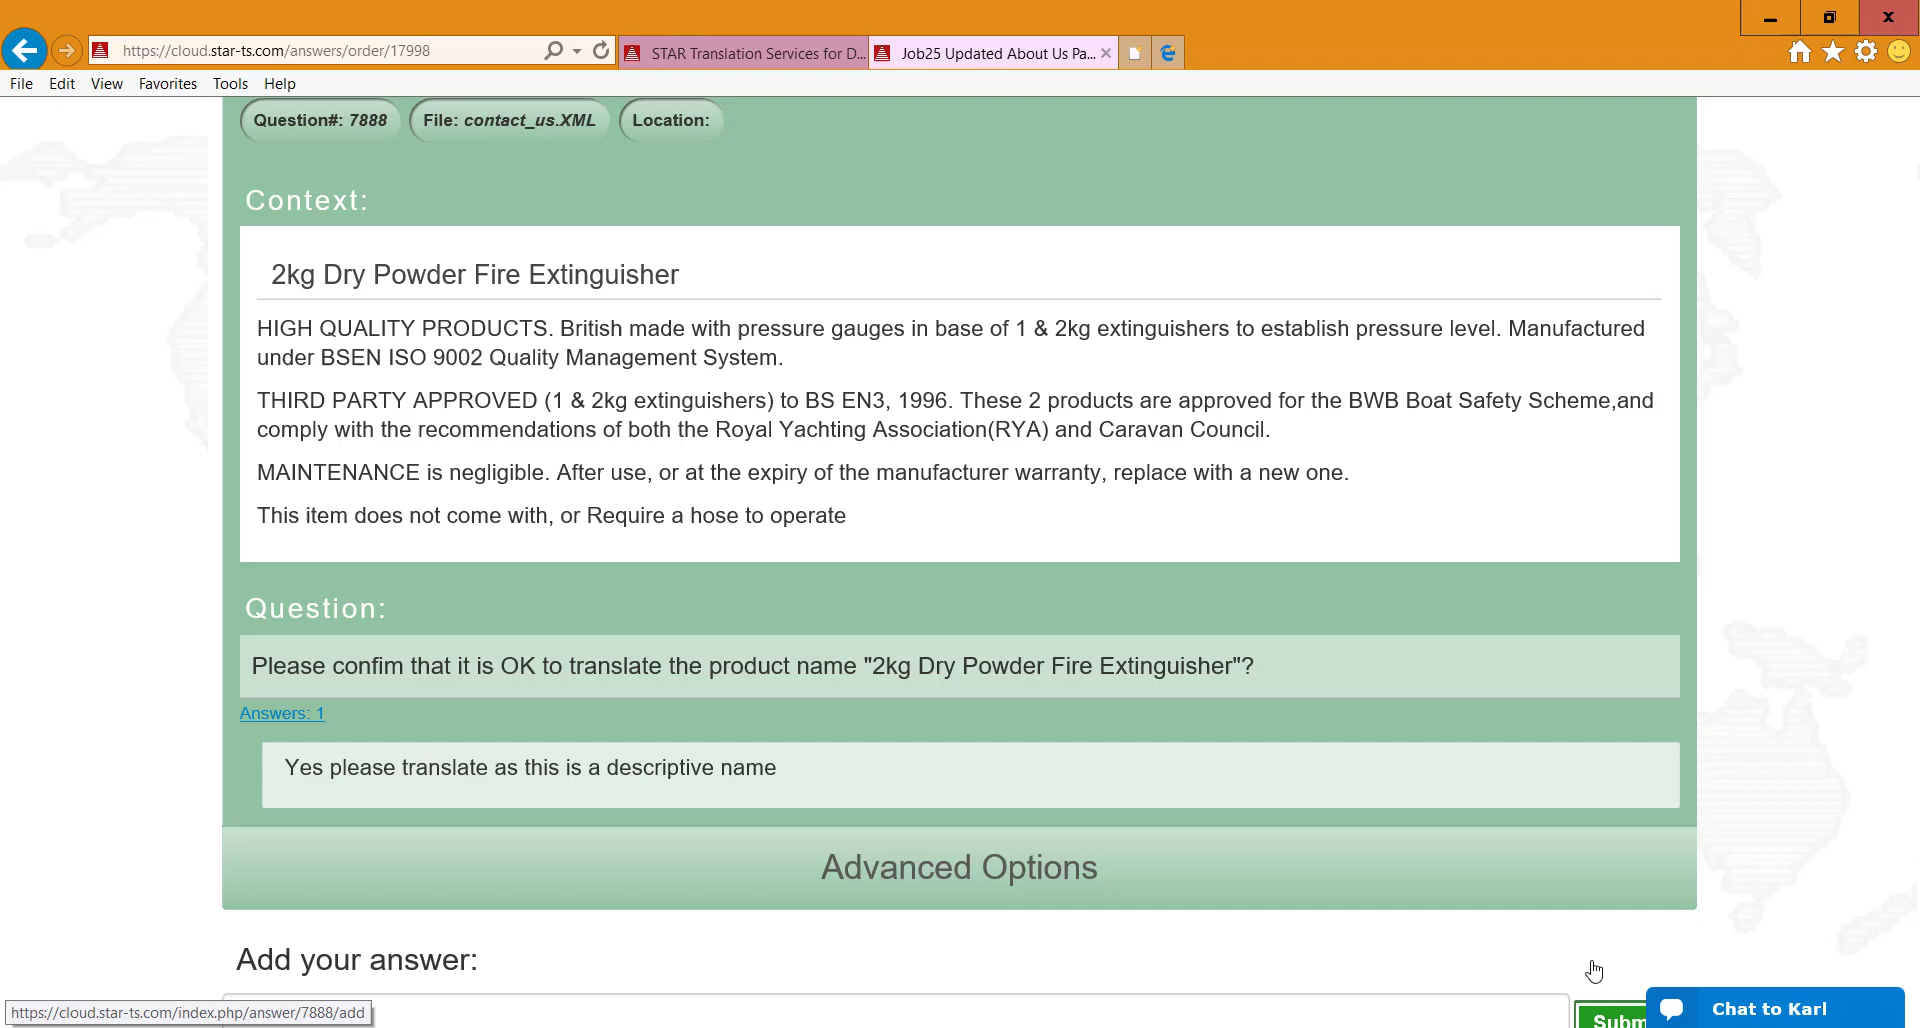 https://cloud.star-ts.com/answers/order/17998
STAR Translation Services for D...
Job25 Updated About Us Pa...
File Edit View Favorites Tools Help
Question#: 7888
File: contact_us.XML
Location:
Context:
2kg Dry Powder Fire Extinguisher
HIGH QUALITY PRODUCTS. British made with pressure gauges in base of 1 & 2kg extinguishers to establish pressure level. Manufactured
under BSEN ISO 9002 Quality Management System.
THIRD PARTY APPROVED (1 & 2kg extinguishers) to BS EN3, 1996. These 2 products are approved for the BWB Boat Safety Scheme,and
comply with the recommendations of both the Royal Yachting Association(RYA) and Caravan Council.
MAINTENANCE is negligible. After use, or at the expiry of the manufacturer warranty, replace with a new one.
This item does not come with, or Require a hose to operate
Question:
Please confim that it is OK to translate the product name "2kg Dry Powder Fire Extinguisher"?
Answers: 1
Yes please translate as this is a descriptive name
Advanced Options
Add your answer:
https://cloud.star-ts.com/index.php/answer/7888/add
Subm
Chat to Karl